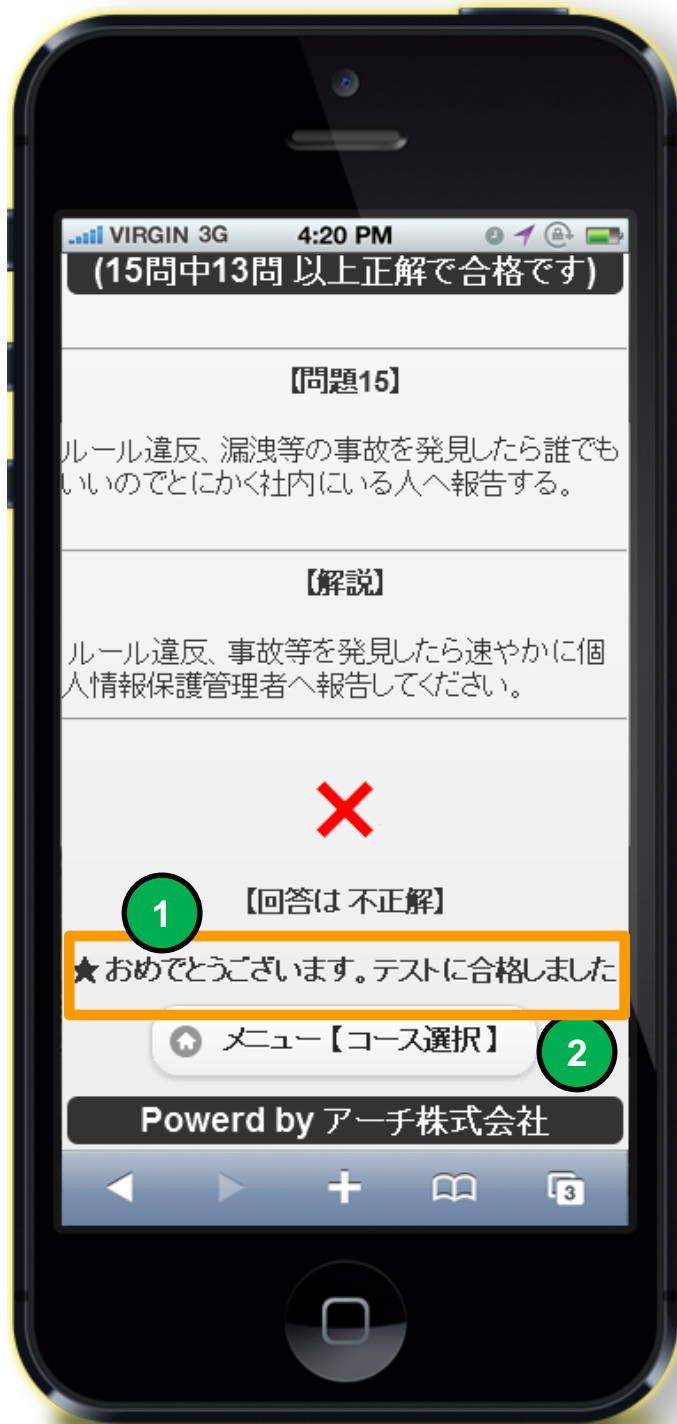 VIRGIN 3G 4:20 PM
(15問中13問 以上正解で合格です)
【問題15】
ルール違反、漏洩等の事故を発見したら誰でも
いいのでとにかく社内にいる人へ報告する。
【解説】
ルール違反、事故等を発見したら速やかに個
人情報保護管理者へ報告してください。
【回答は 不正解】
1
★おめでとうございます。テストに合格しました
メニュー【コース選択】
2
Powerd by アーチ株式会社
3